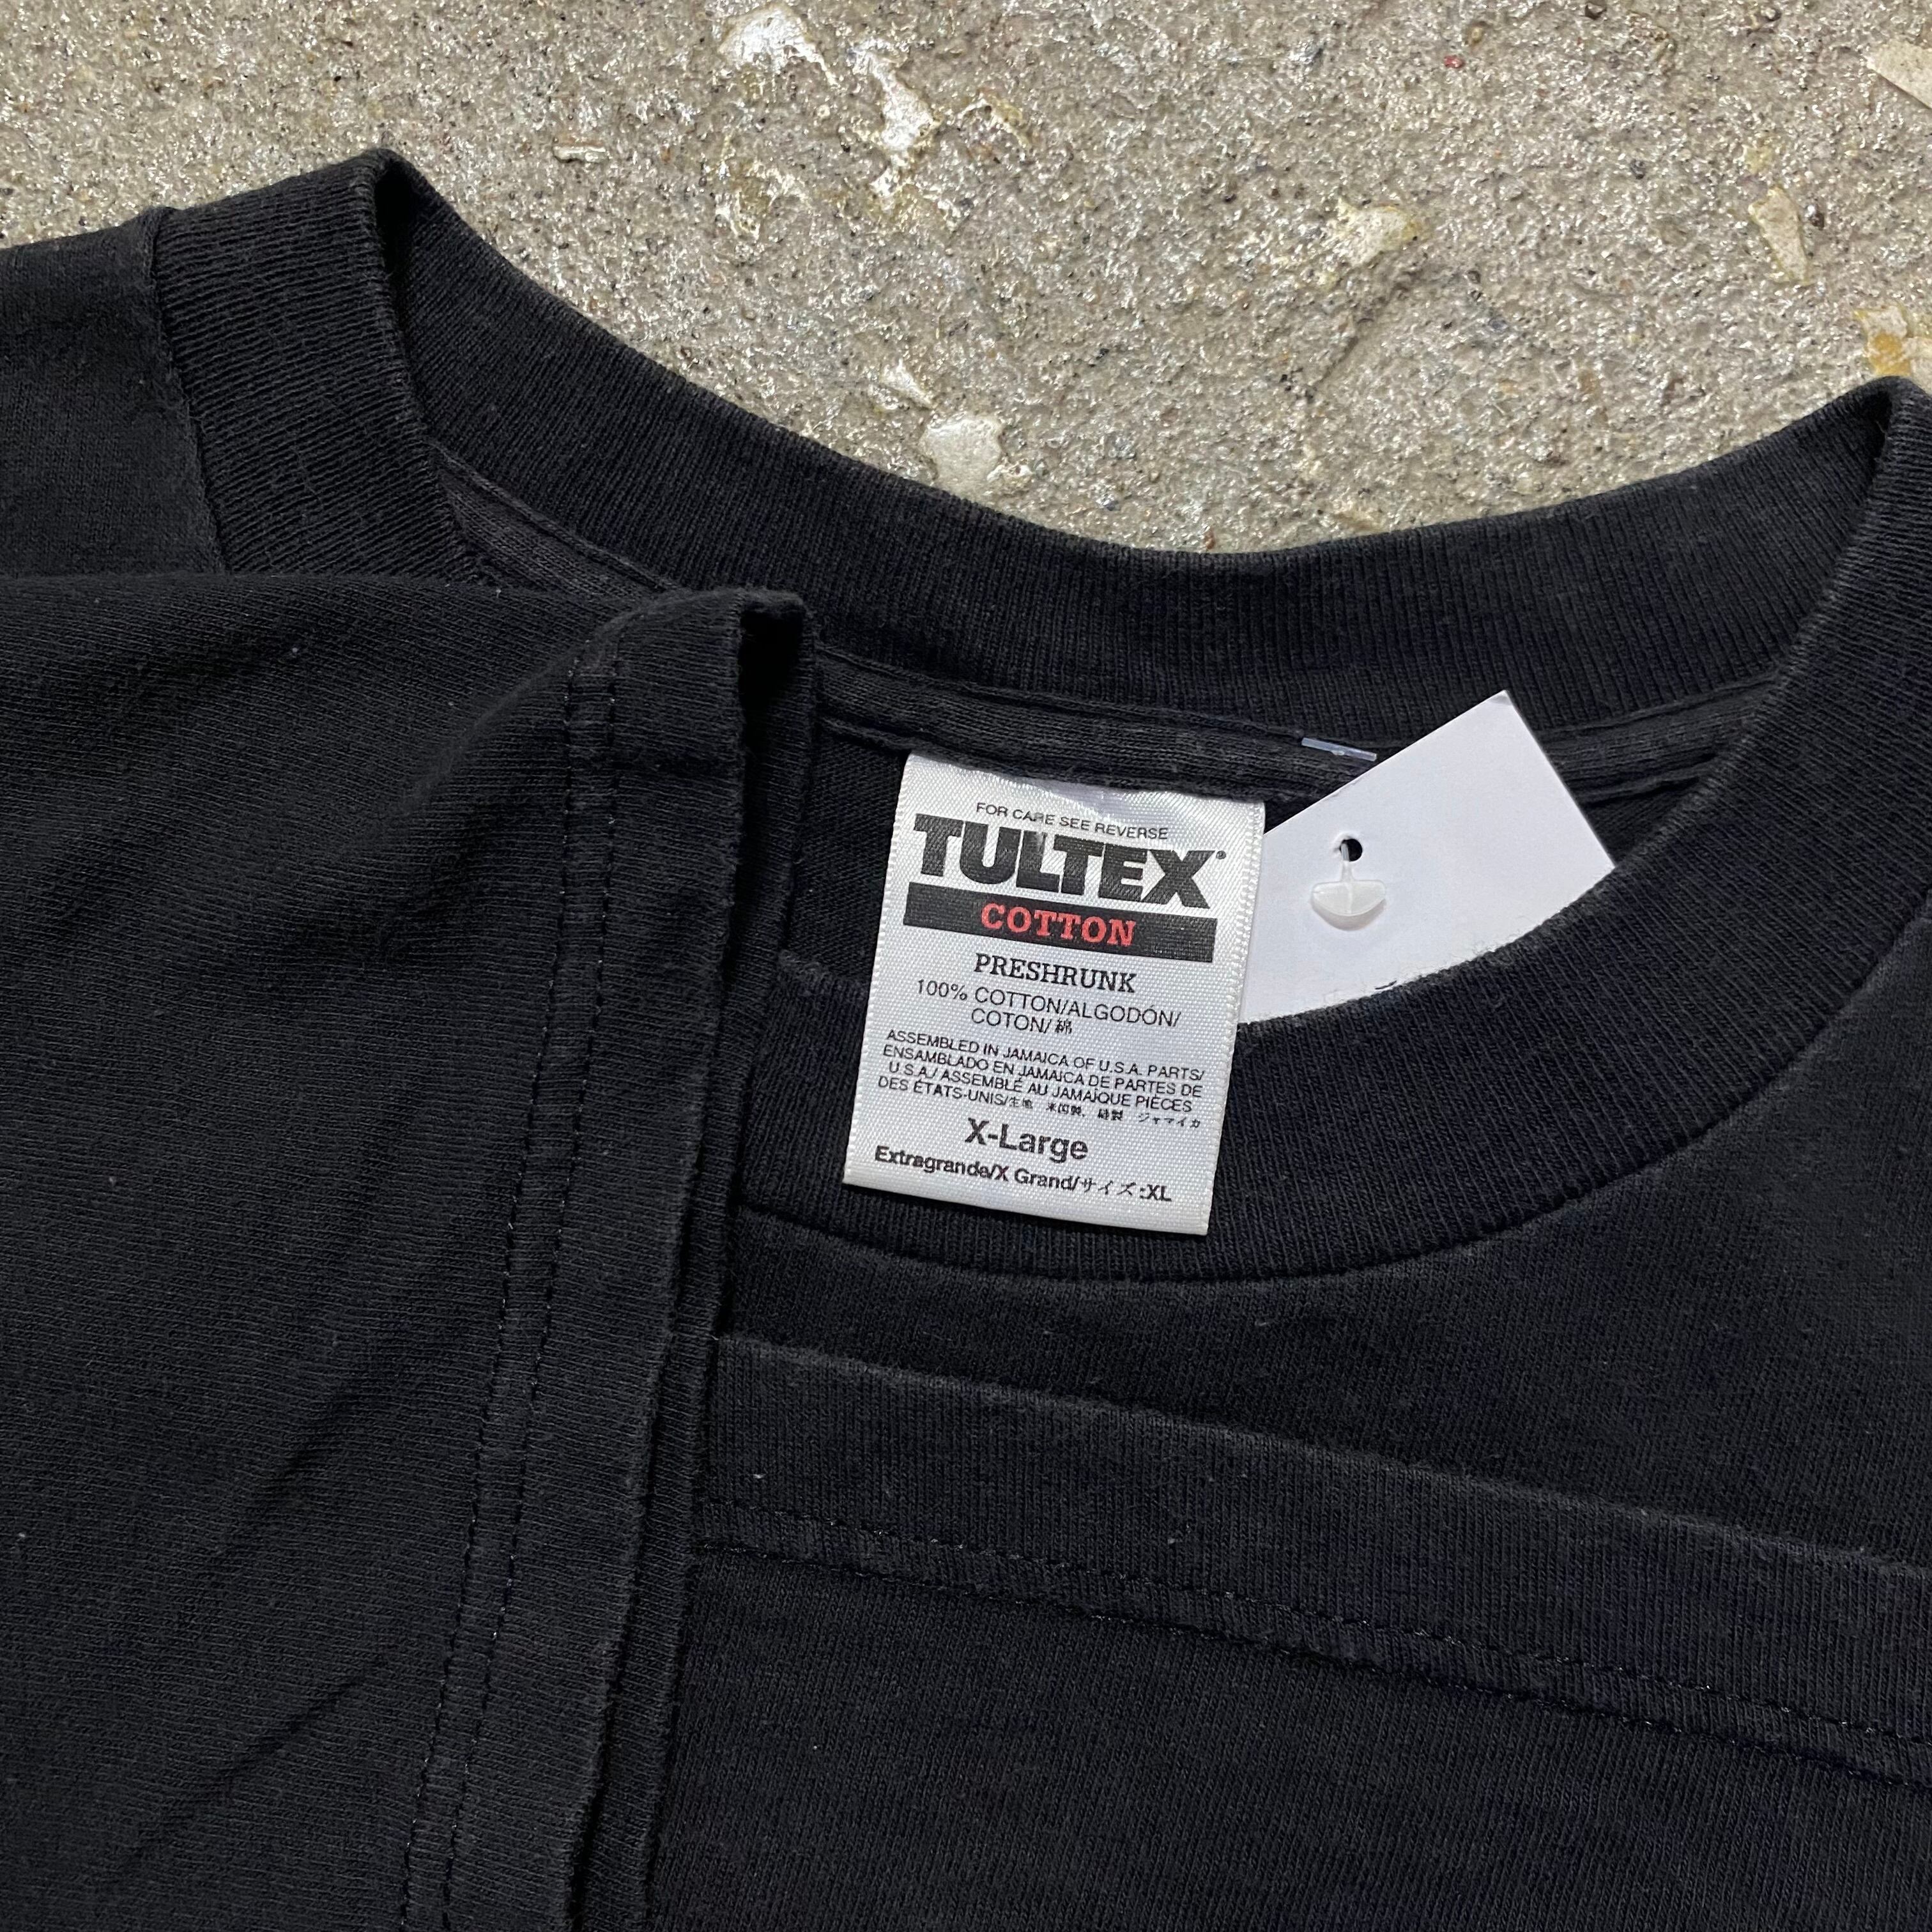 FOR CARE SEE REVERSE
TULTEX®
COTTON
PRESHRUNK
100% COTTON/ALGODÓN/
COTON/綿
ASSEMBLED IN JAMAICA OF U.S.A. PARTS/
ENSAMBLADO EN JAMAICA DE PARTES DE
U.S.A./ ASSEMBLÉ AU JAMAÏQUE PIÈCES
DES ÉTATS-UNIS/生地 米国製, 縫製 ジャマイカ
X-Large
Extragrande/X Grand/サイズ:XL